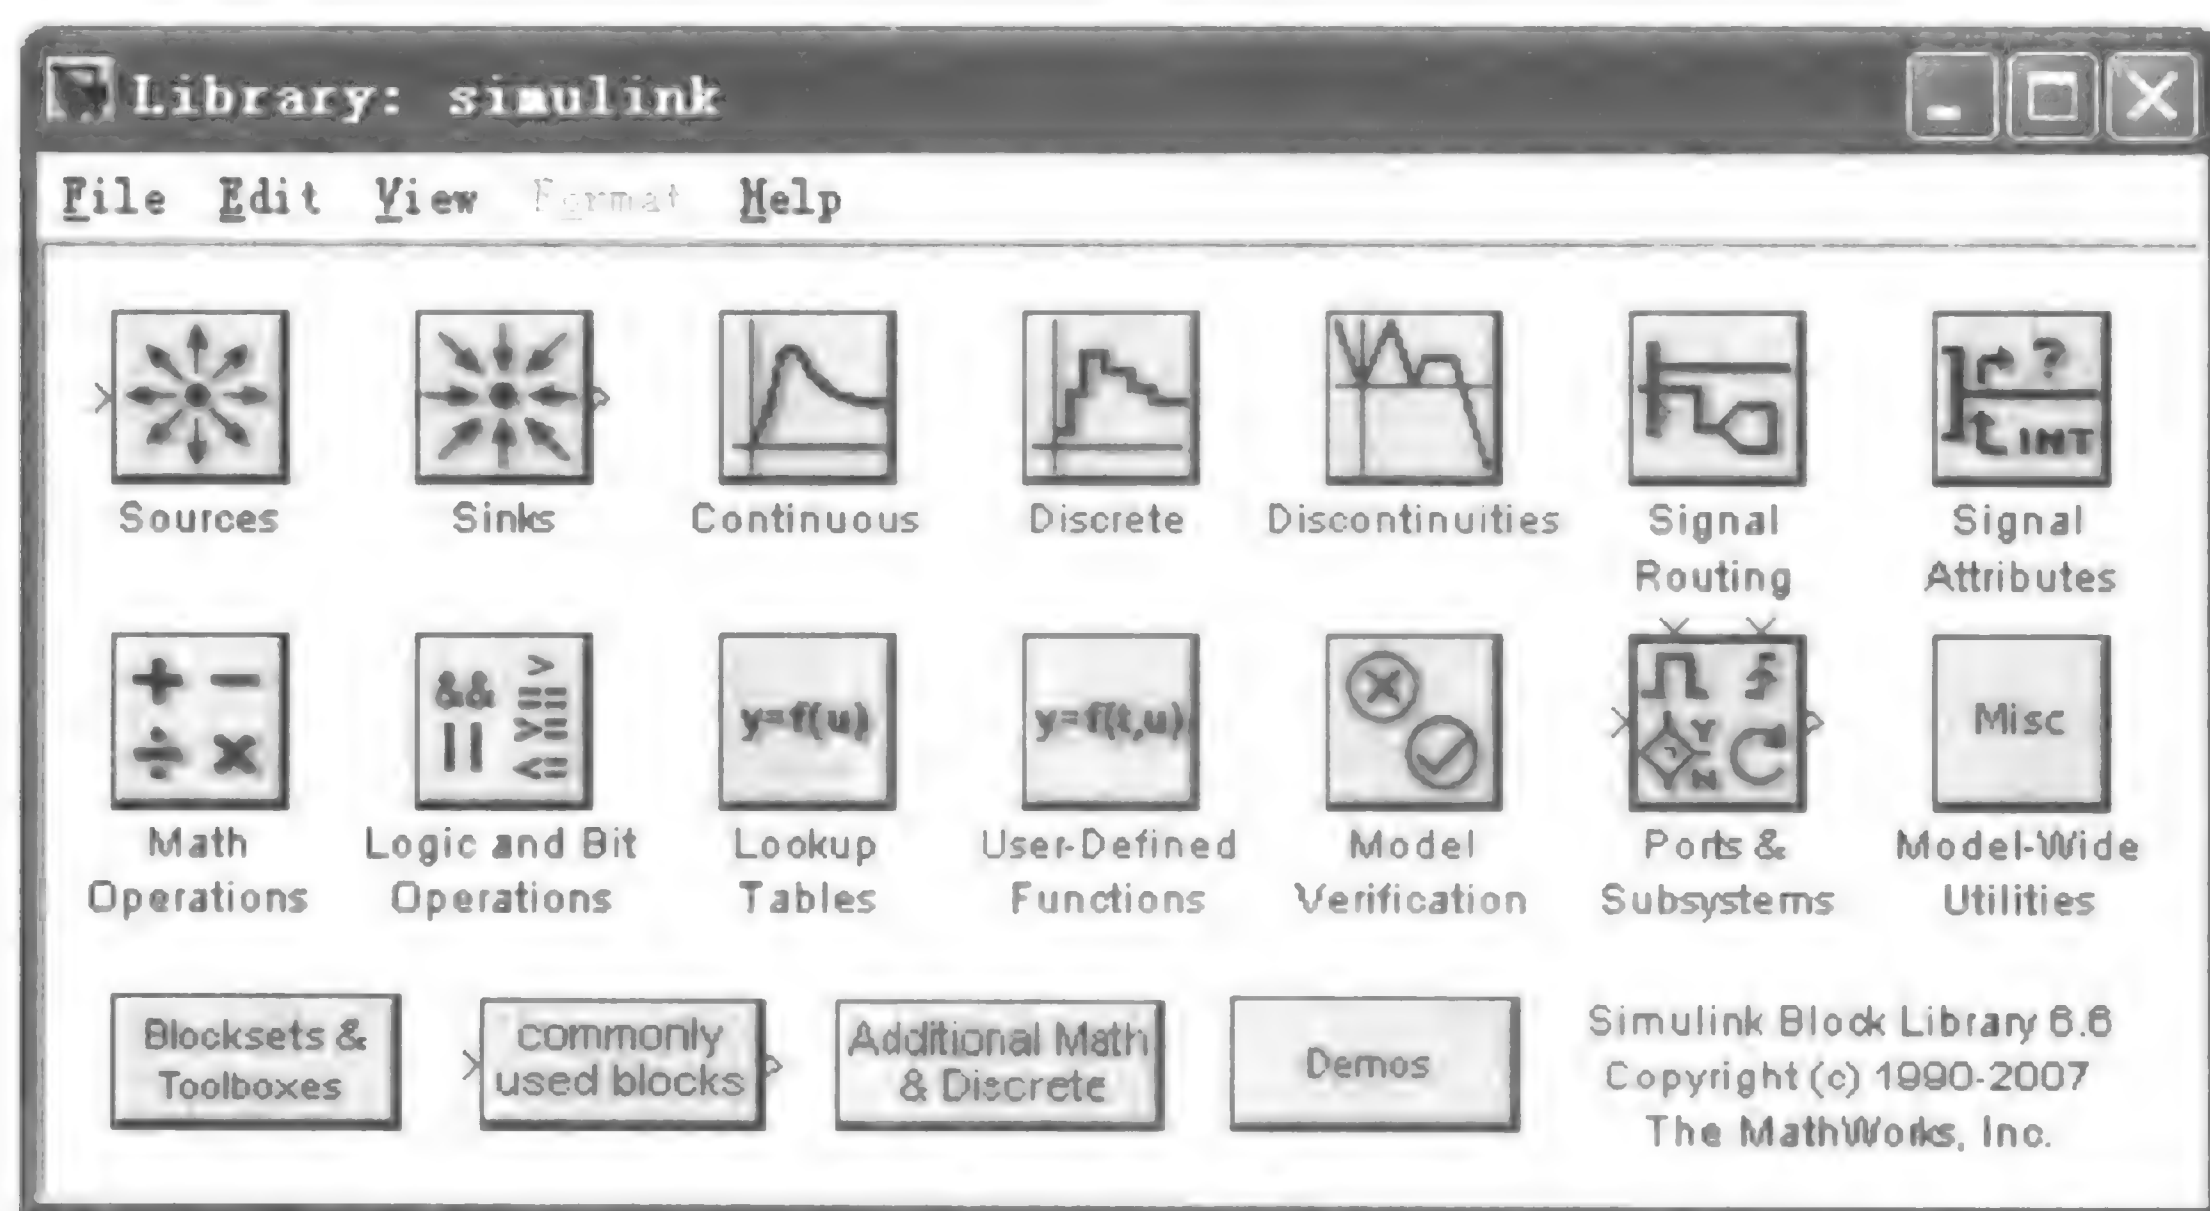 Library: simulink
File Edit View Format Help
? INT
Sources Sinks Continuous Discrete Discontinuities Signal Signal
Routing Attributes
+ - && > y=f(u) y=f(t,u) Y N Misc
÷ × || == >= <=
Math Logic and Bit Lookup User-Defined Model Ports & Model-Wide
Operations Operations Tables Functions Verification Subsystems Utilities
Blocksets & commonly Additional Math Demos Simulink Block Library 6.6
Toolboxes used blocks & Discrete Copyright (c) 1990-2007
The MathWorks, Inc.